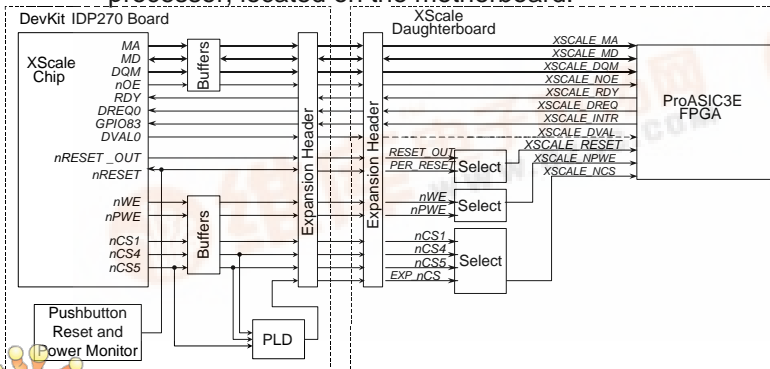 processor, located on the motherboard.
DevKit IDP270 Board
XScale
Daughterboard
XScale
Chip
MA
MD
DQM
nOE
RDY
DREQ0
GPIO83
DVAL0
nRESET_OUT
nRESET
nWE
nPWE
nCS1
nCS4
nCS5
Buffers
Buffers
Pushbutton
Reset and
Power Monitor
PLD
Expansion Header
Expansion Header
RESET_OUT
PER_RESET
Select
nWE
nPWE
Select
nCS1
nCS4
nCS5
EXP_nCS
Select
XSCALE_MA
XSCALE_MD
XSCALE_DQM
XSCALE_NOE
XSCALE_RDY
XSCALE_DREQ
XSCALE_INTR
XSCALE_DVAL
XSCALE_RESET
XSCALE_NPWE
XSCALE_NCS
ProASIC3E
FPGA